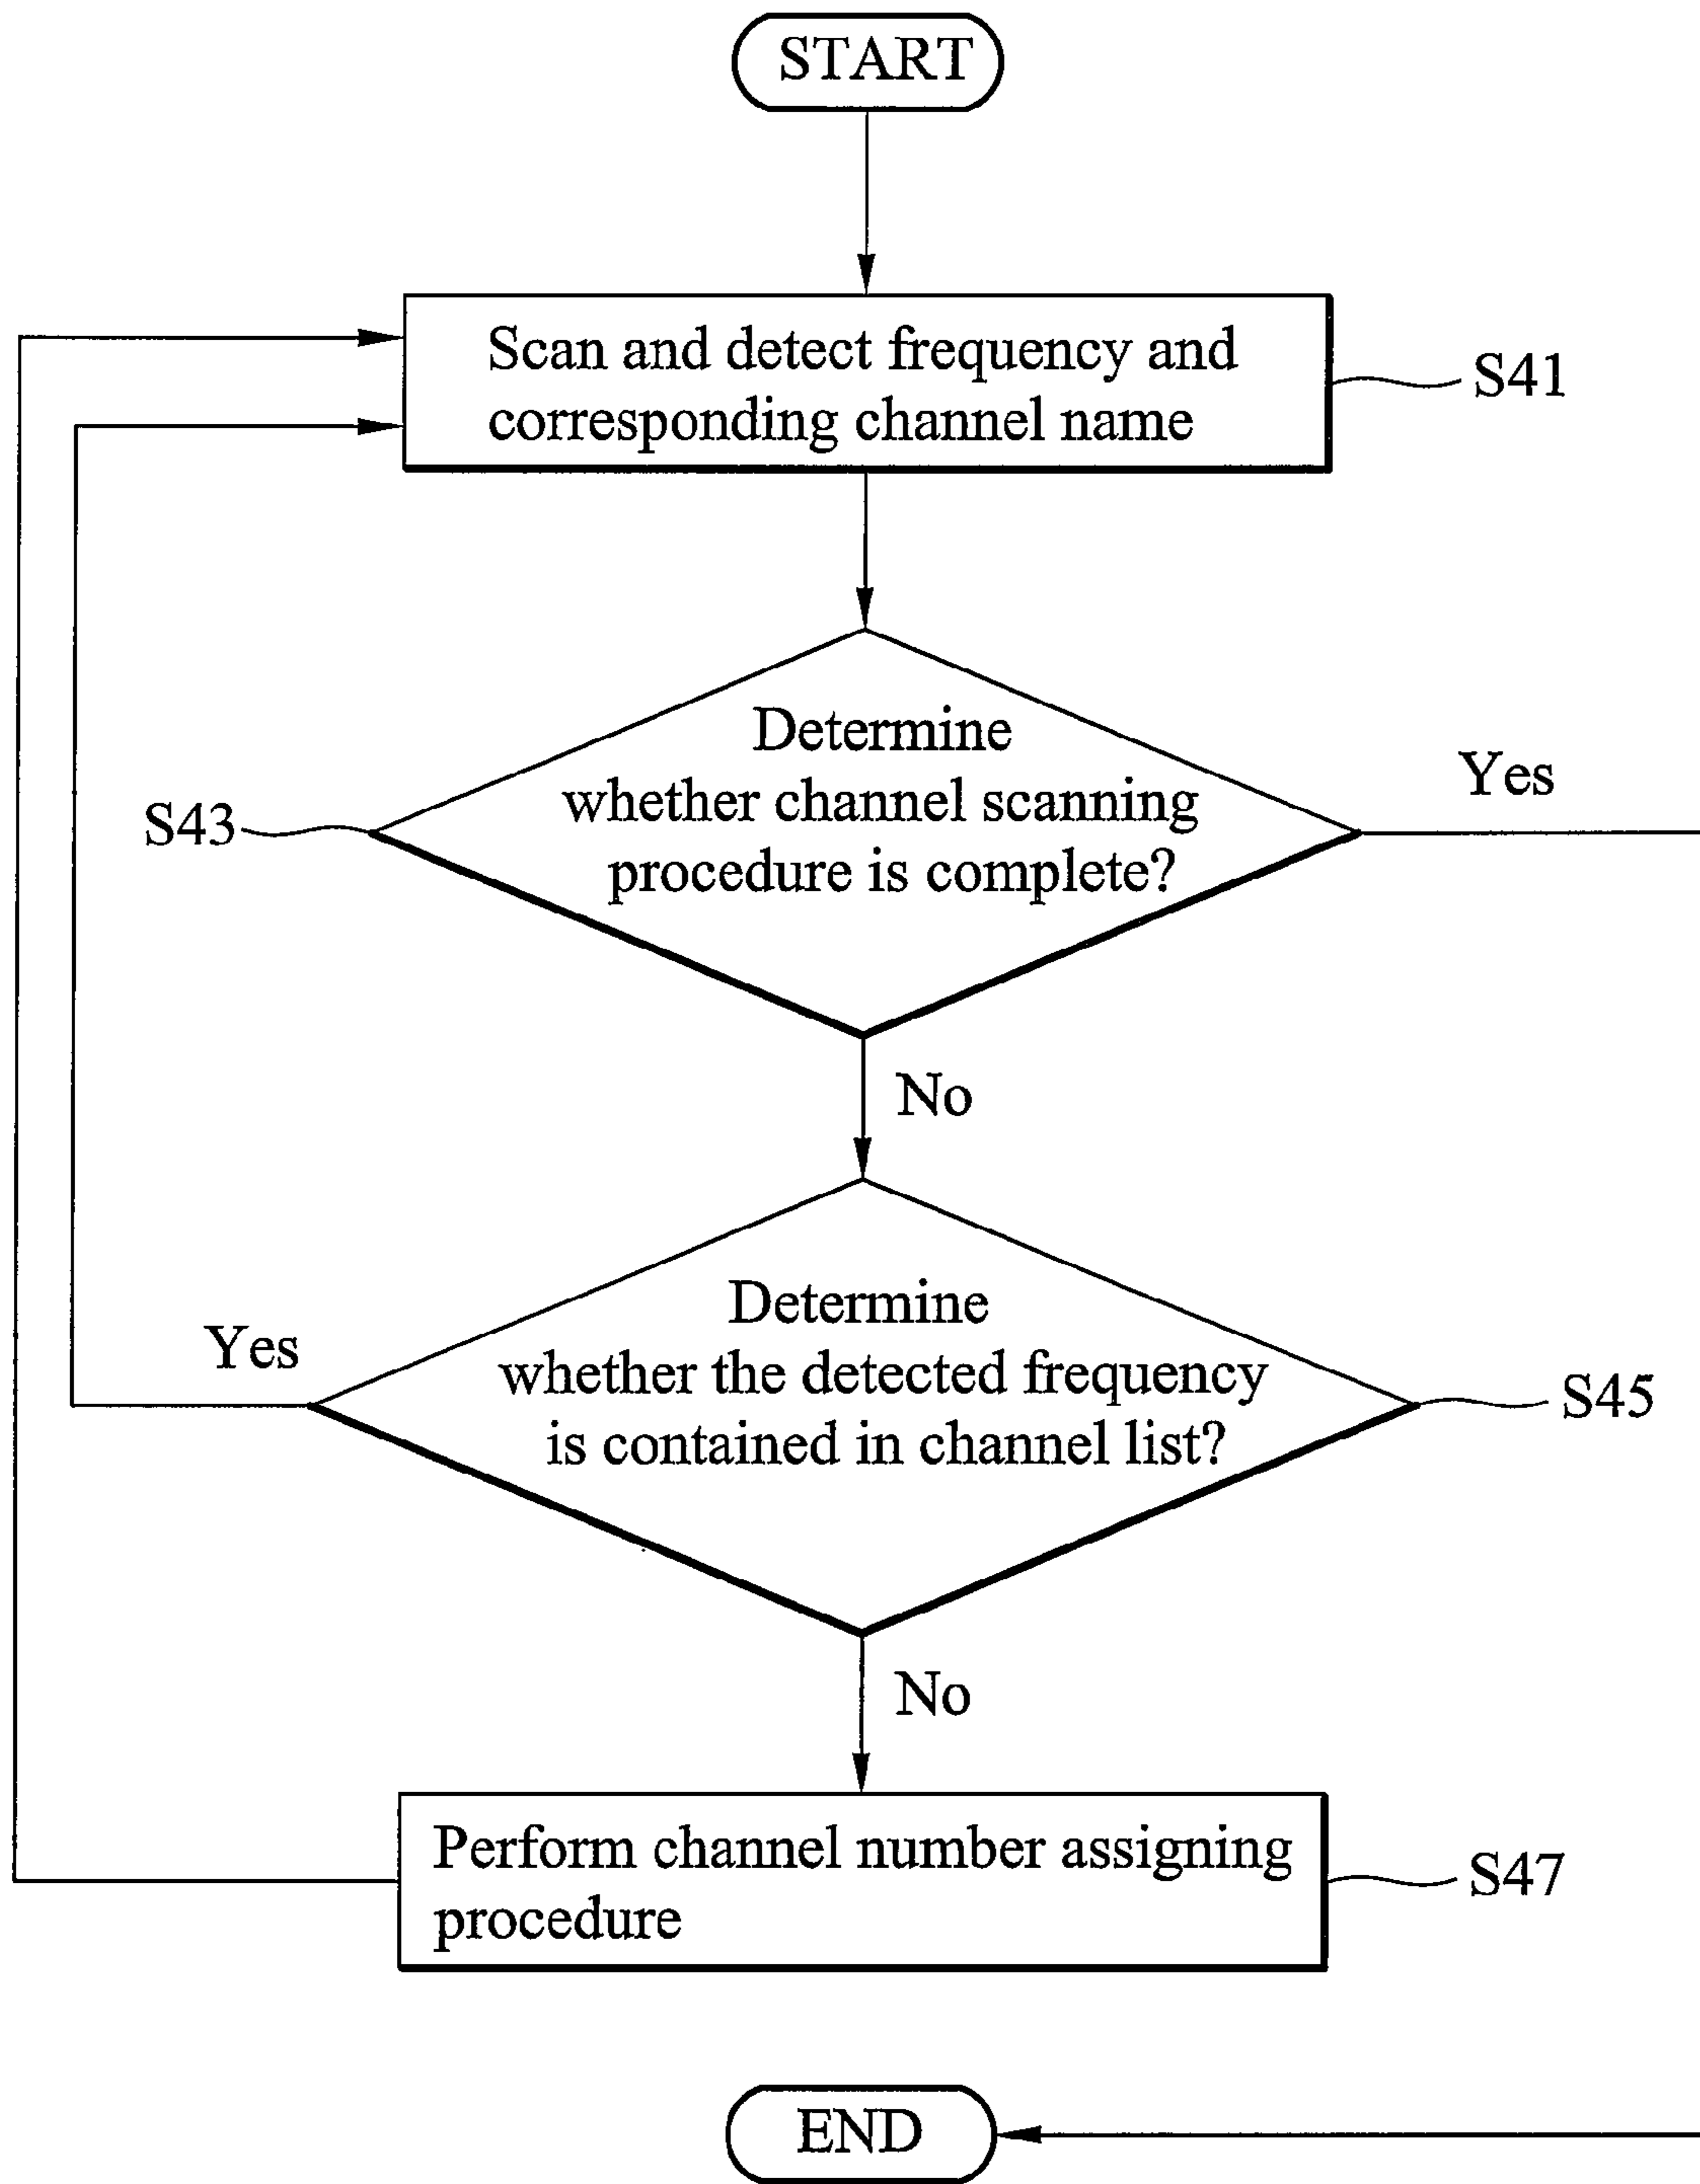 START
Scan and detect frequency and
corresponding channel name
S41
Determine
whether channel scanning
procedure is complete?
S43
Yes
No
Determine
whether the detected frequency
is contained in channel list?
Yes
S45
No
Perform channel number assigning
procedure
S47
END